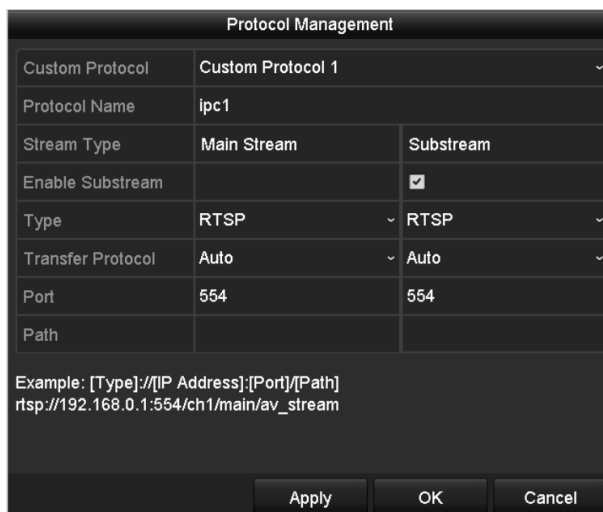 Protocol Management
Custom Protocol Custom Protocol 1
Protocol Name ipc1
Stream Type Main Stream Substream
Enable Substream
Type RTSP RTSP
Transfer Protocol Auto Auto
Port 554 554
Path
Example: [Type]://[IP Address]:[Port]/[Path]
rtsp://192.168.0.1:554/ch1/main/av_stream
Apply OK Cancel